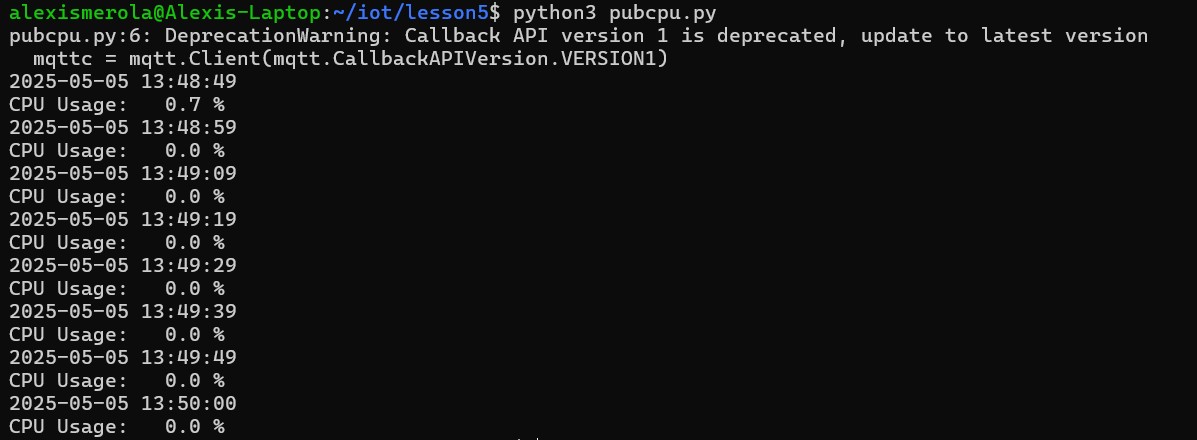 alexismerola@Alexis-Laptop:~/iot/lesson5$ python3 pubcpu.py
pubcpu.py:6: DeprecationWarning: Callback API version 1 is deprecated, update to latest version
  mqttc = mqtt.Client(mqtt.CallbackAPIVersion.VERSION1)
2025-05-05 13:48:49
CPU Usage:   0.7 %
2025-05-05 13:48:59
CPU Usage:   0.0 %
2025-05-05 13:49:09
CPU Usage:   0.0 %
2025-05-05 13:49:19
CPU Usage:   0.0 %
2025-05-05 13:49:29
CPU Usage:   0.0 %
2025-05-05 13:49:39
CPU Usage:   0.0 %
2025-05-05 13:49:49
CPU Usage:   0.0 %
2025-05-05 13:50:00
CPU Usage:   0.0 %